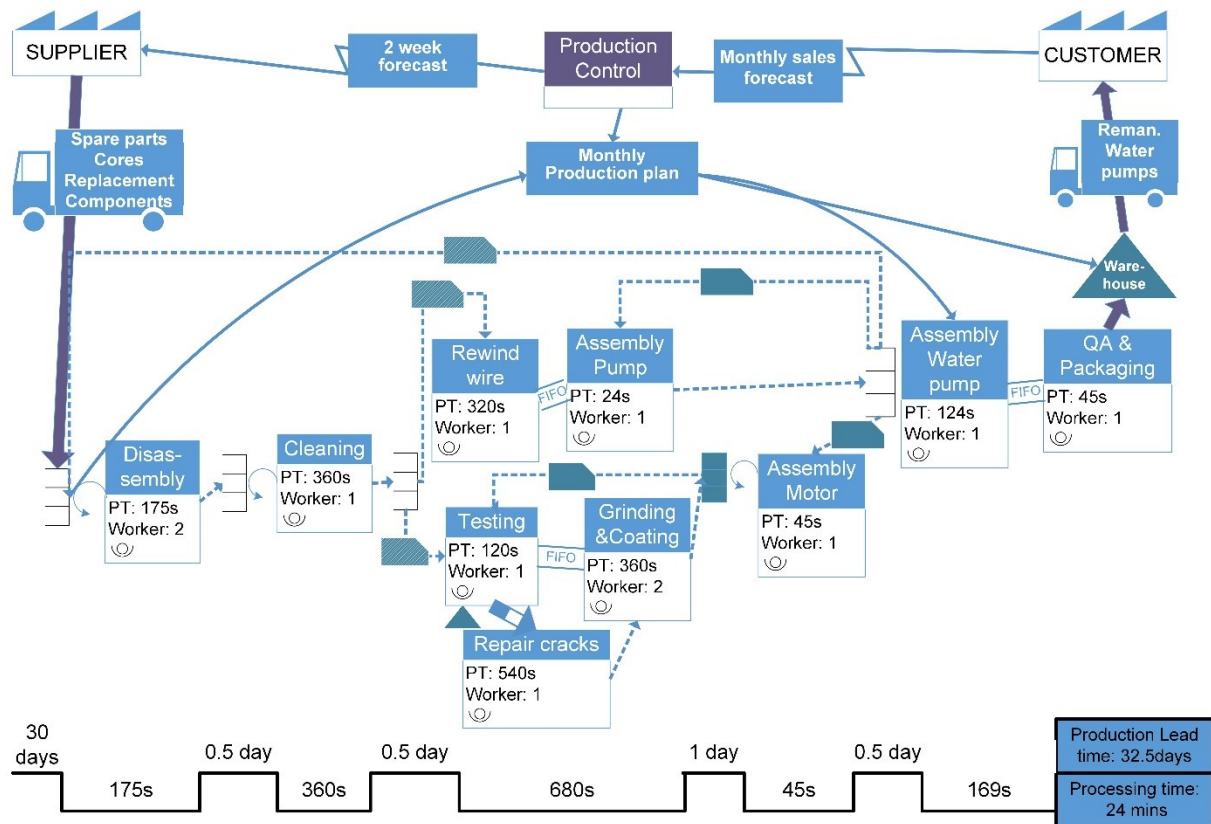 SUPPLIER
2 week
forecast
Production
Control
Monthly sales
forecast
CUSTOMER
Spare parts
Cores
Replacement
Components
Monthly
Production plan
Reman.
Water
pumps
Ware-
house
Rewind
wire
PT: 320s
Worker: 1
FIFO
Assembly
Pump
PT: 24s
Worker: 1
Assembly
Water
pump
PT: 124s
Worker: 1
FIFO
QA &
Packaging
PT: 45s
Worker: 1
Disas-
sembly
PT: 175s
Worker: 2
Cleaning
PT: 360s
Worker: 1
Testing
PT: 120s
Worker: 1
FIFO
Grinding
&Coating
PT: 360s
Worker: 2
Assembly
Motor
PT: 45s
Worker: 1
Repair cracks
PT: 540s
Worker: 1
30
days
0.5 day
0.5 day
1 day
0.5 day
Production Lead
time: 32.5days
175s
360s
680s
45s
169s
Processing time:
24 mins